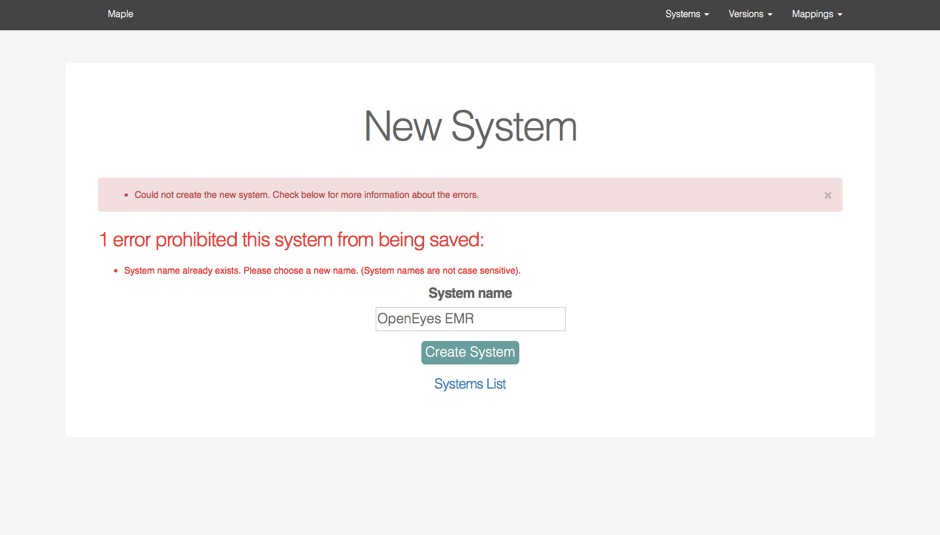 Maple Systems Versions Mappings
New System
Could not create the new system. Check below for more information about the errors. ×
1 error prohibited this system from being saved:
System name already exists. Please choose a new name. (System names are not case sensitive).
System name
OpenEyes EMR
Create System
Systems List